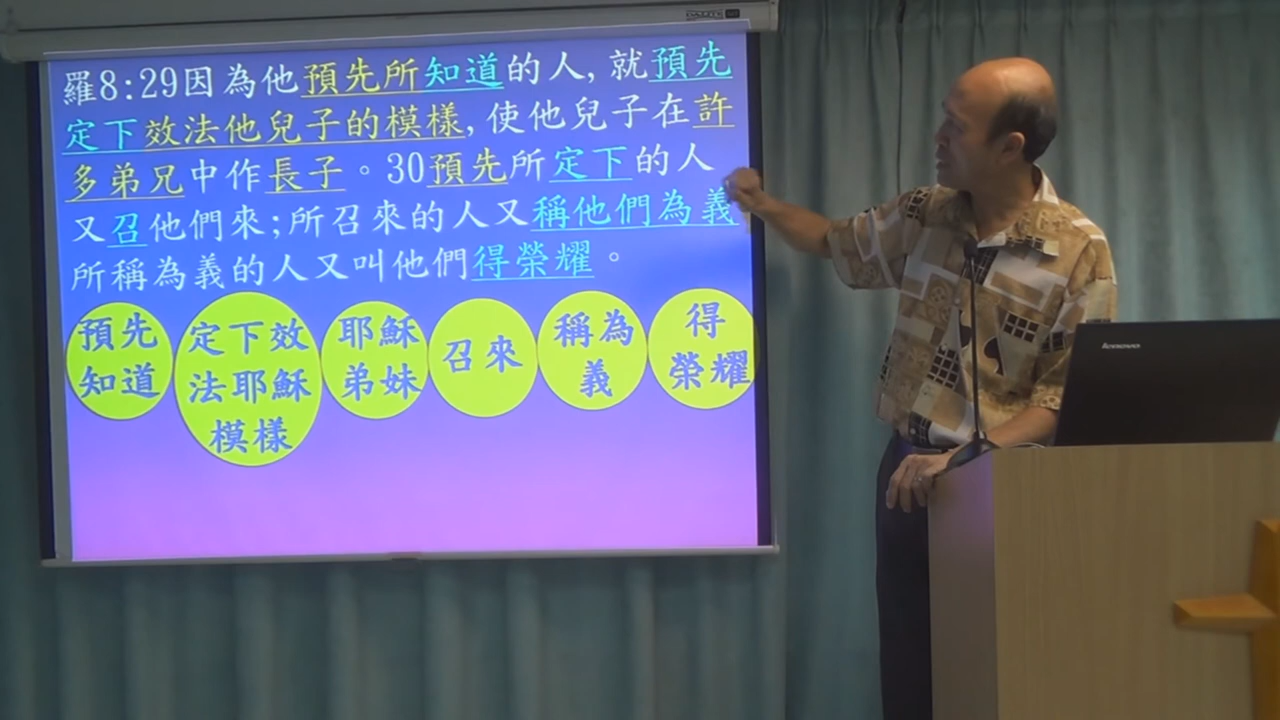 羅8:29因為他預先所知道的人,就預先
定下效法他兒子的模樣,使他兒子在許
多弟兄中作長子。30預先所定下的人
又召他們來;所召來的人又稱他們為義
所稱為義的人又叫他們得榮耀。
預先
知道
定下效
法耶穌
模樣
耶穌
弟妹
召來
稱為
義
得
榮耀
lenovo